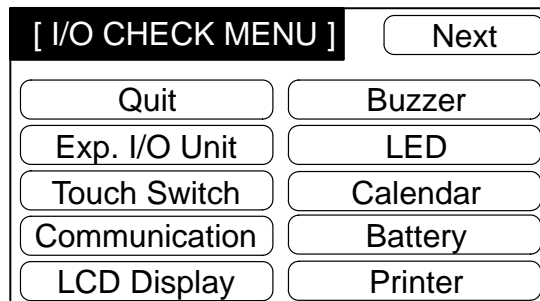 [ I/O CHECK MENU ] Next
Quit Buzzer
Exp. I/O Unit LED
Touch Switch Calendar
Communication Battery
LCD Display Printer